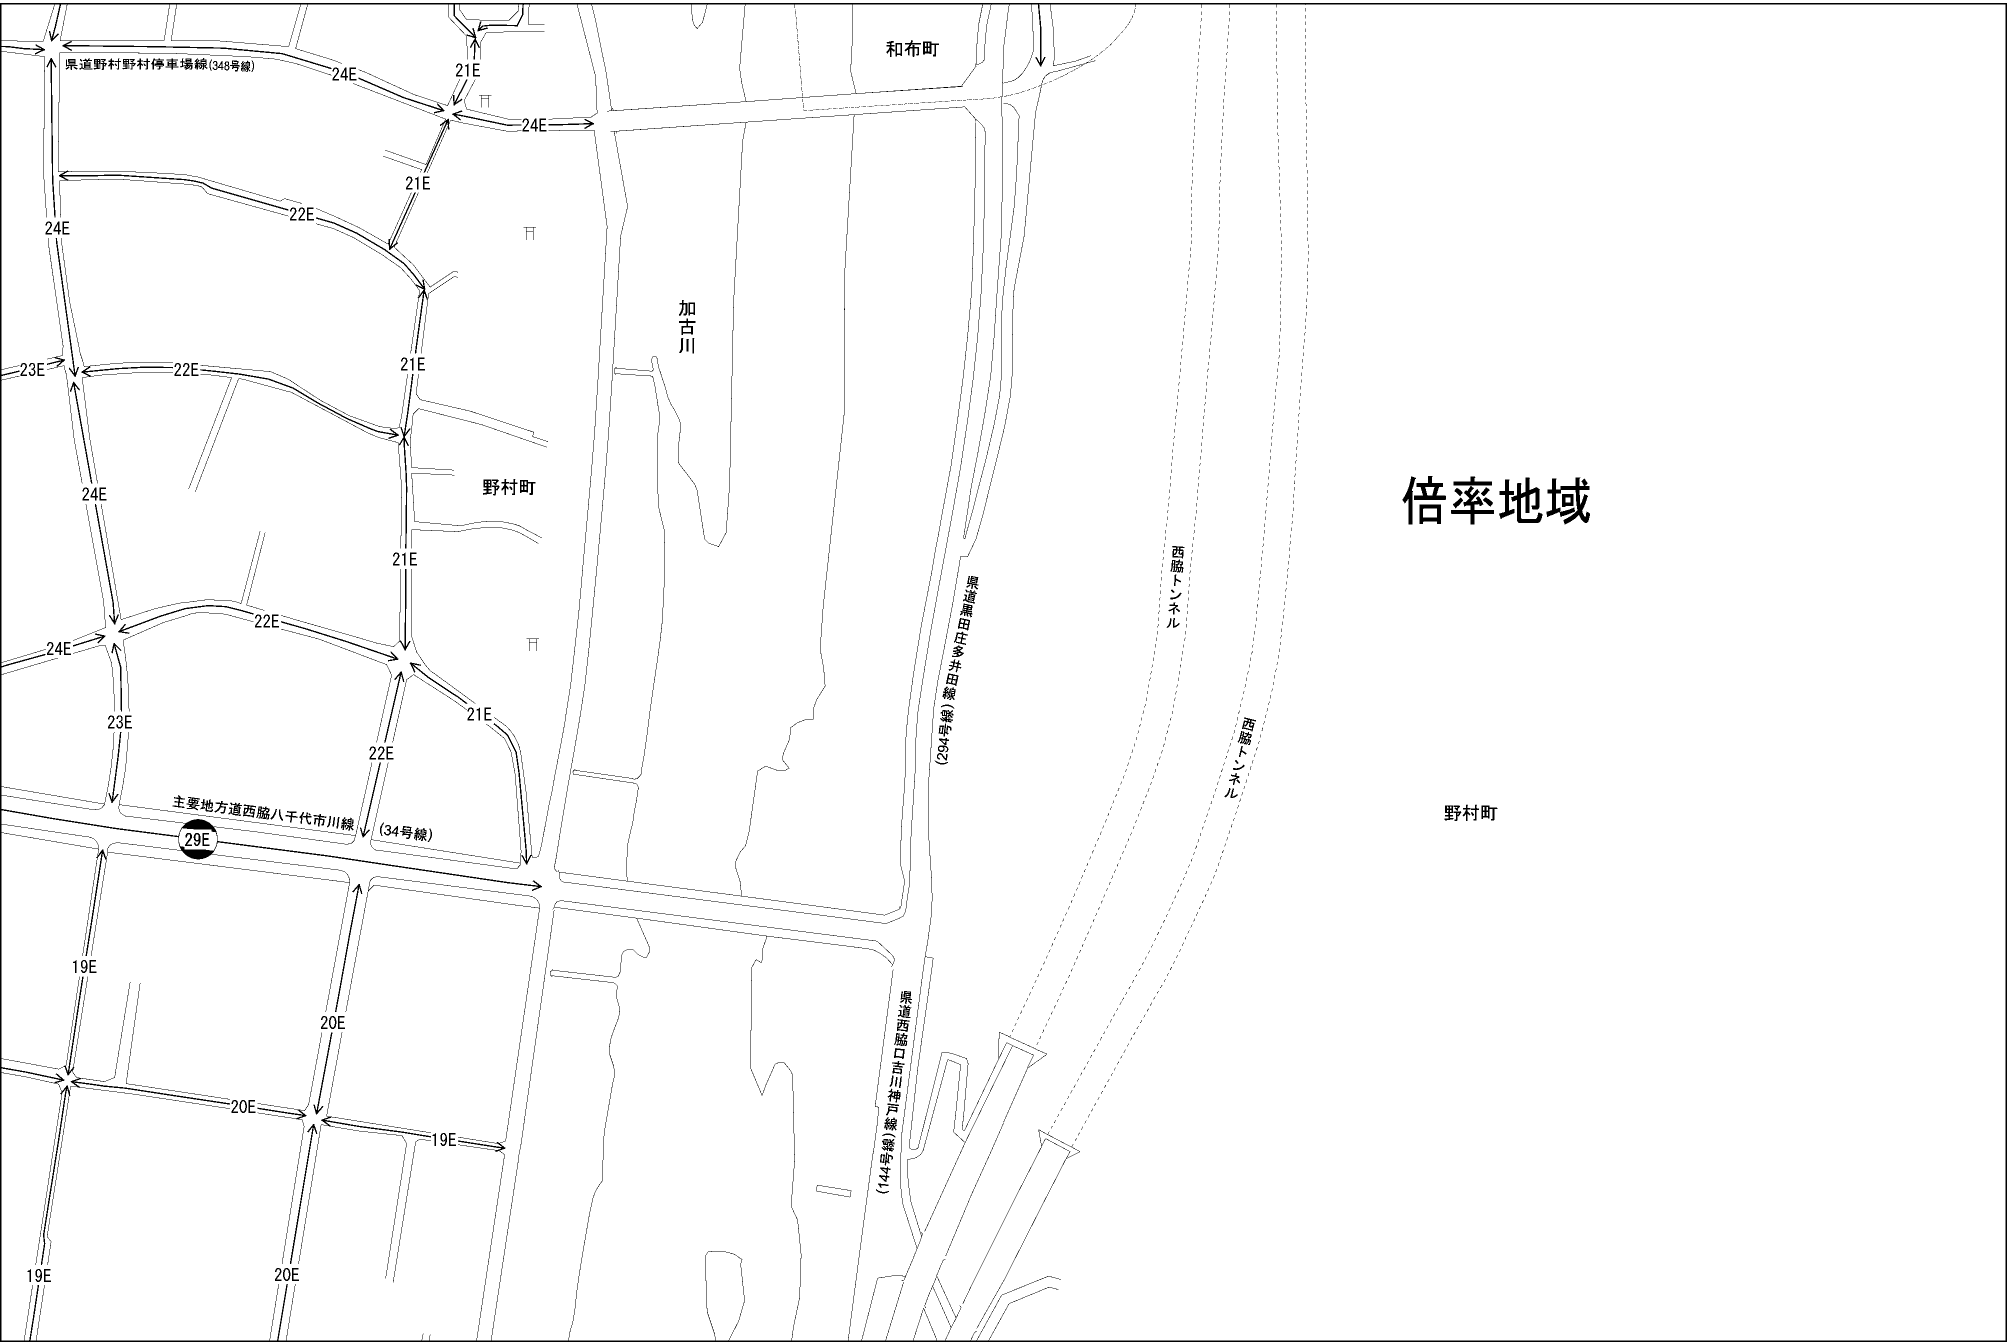 和布町
県道野村野村停車場線(348号線)
24E
21E
24E
21E
22E
24E
加古川
23E
22E
21E
24E
野村町
倍率地域
21E
西脇トンネル
県道黒田庄多井田線(294号線)
22E
24E
21E
23E
22E
西脇トンネル
主要地方道西脇八千代市川線 (34号線)
29E
野村町
19E
20E
県道西脇口吉川神戸線(144号線)
20E
19E
19E
20E